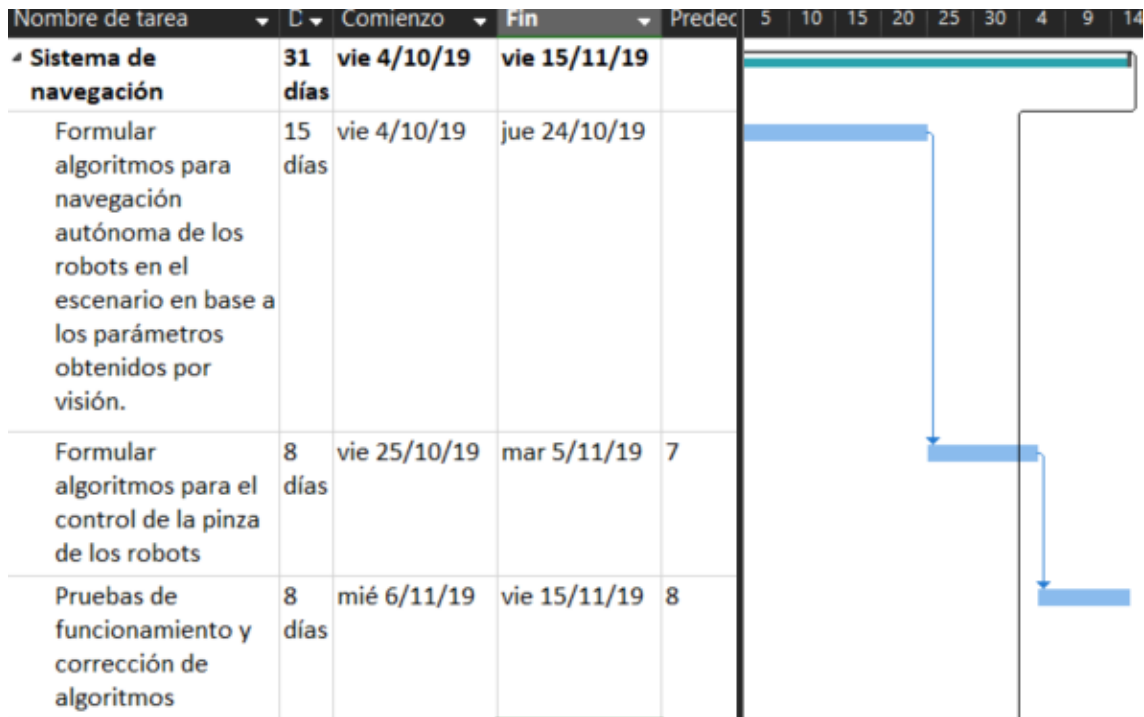 Nombre de tarea D Comienzo Fin Predec 5 10 15 20 25 30 4 9 14
Sistema de 31 vie 4/10/19 vie 15/11/19
navegación días
Formular 15 vie 4/10/19 jue 24/10/19
algoritmos para días
navegación
autónoma de los
robots en el
escenario en base a
los parámetros
obtenidos por
visión.
Formular 8 vie 25/10/19 mar 5/11/19 7
algoritmos para el días
control de la pinza
de los robots
Pruebas de 8 mié 6/11/19 vie 15/11/19 8
funcionamiento y días
corrección de
algoritmos